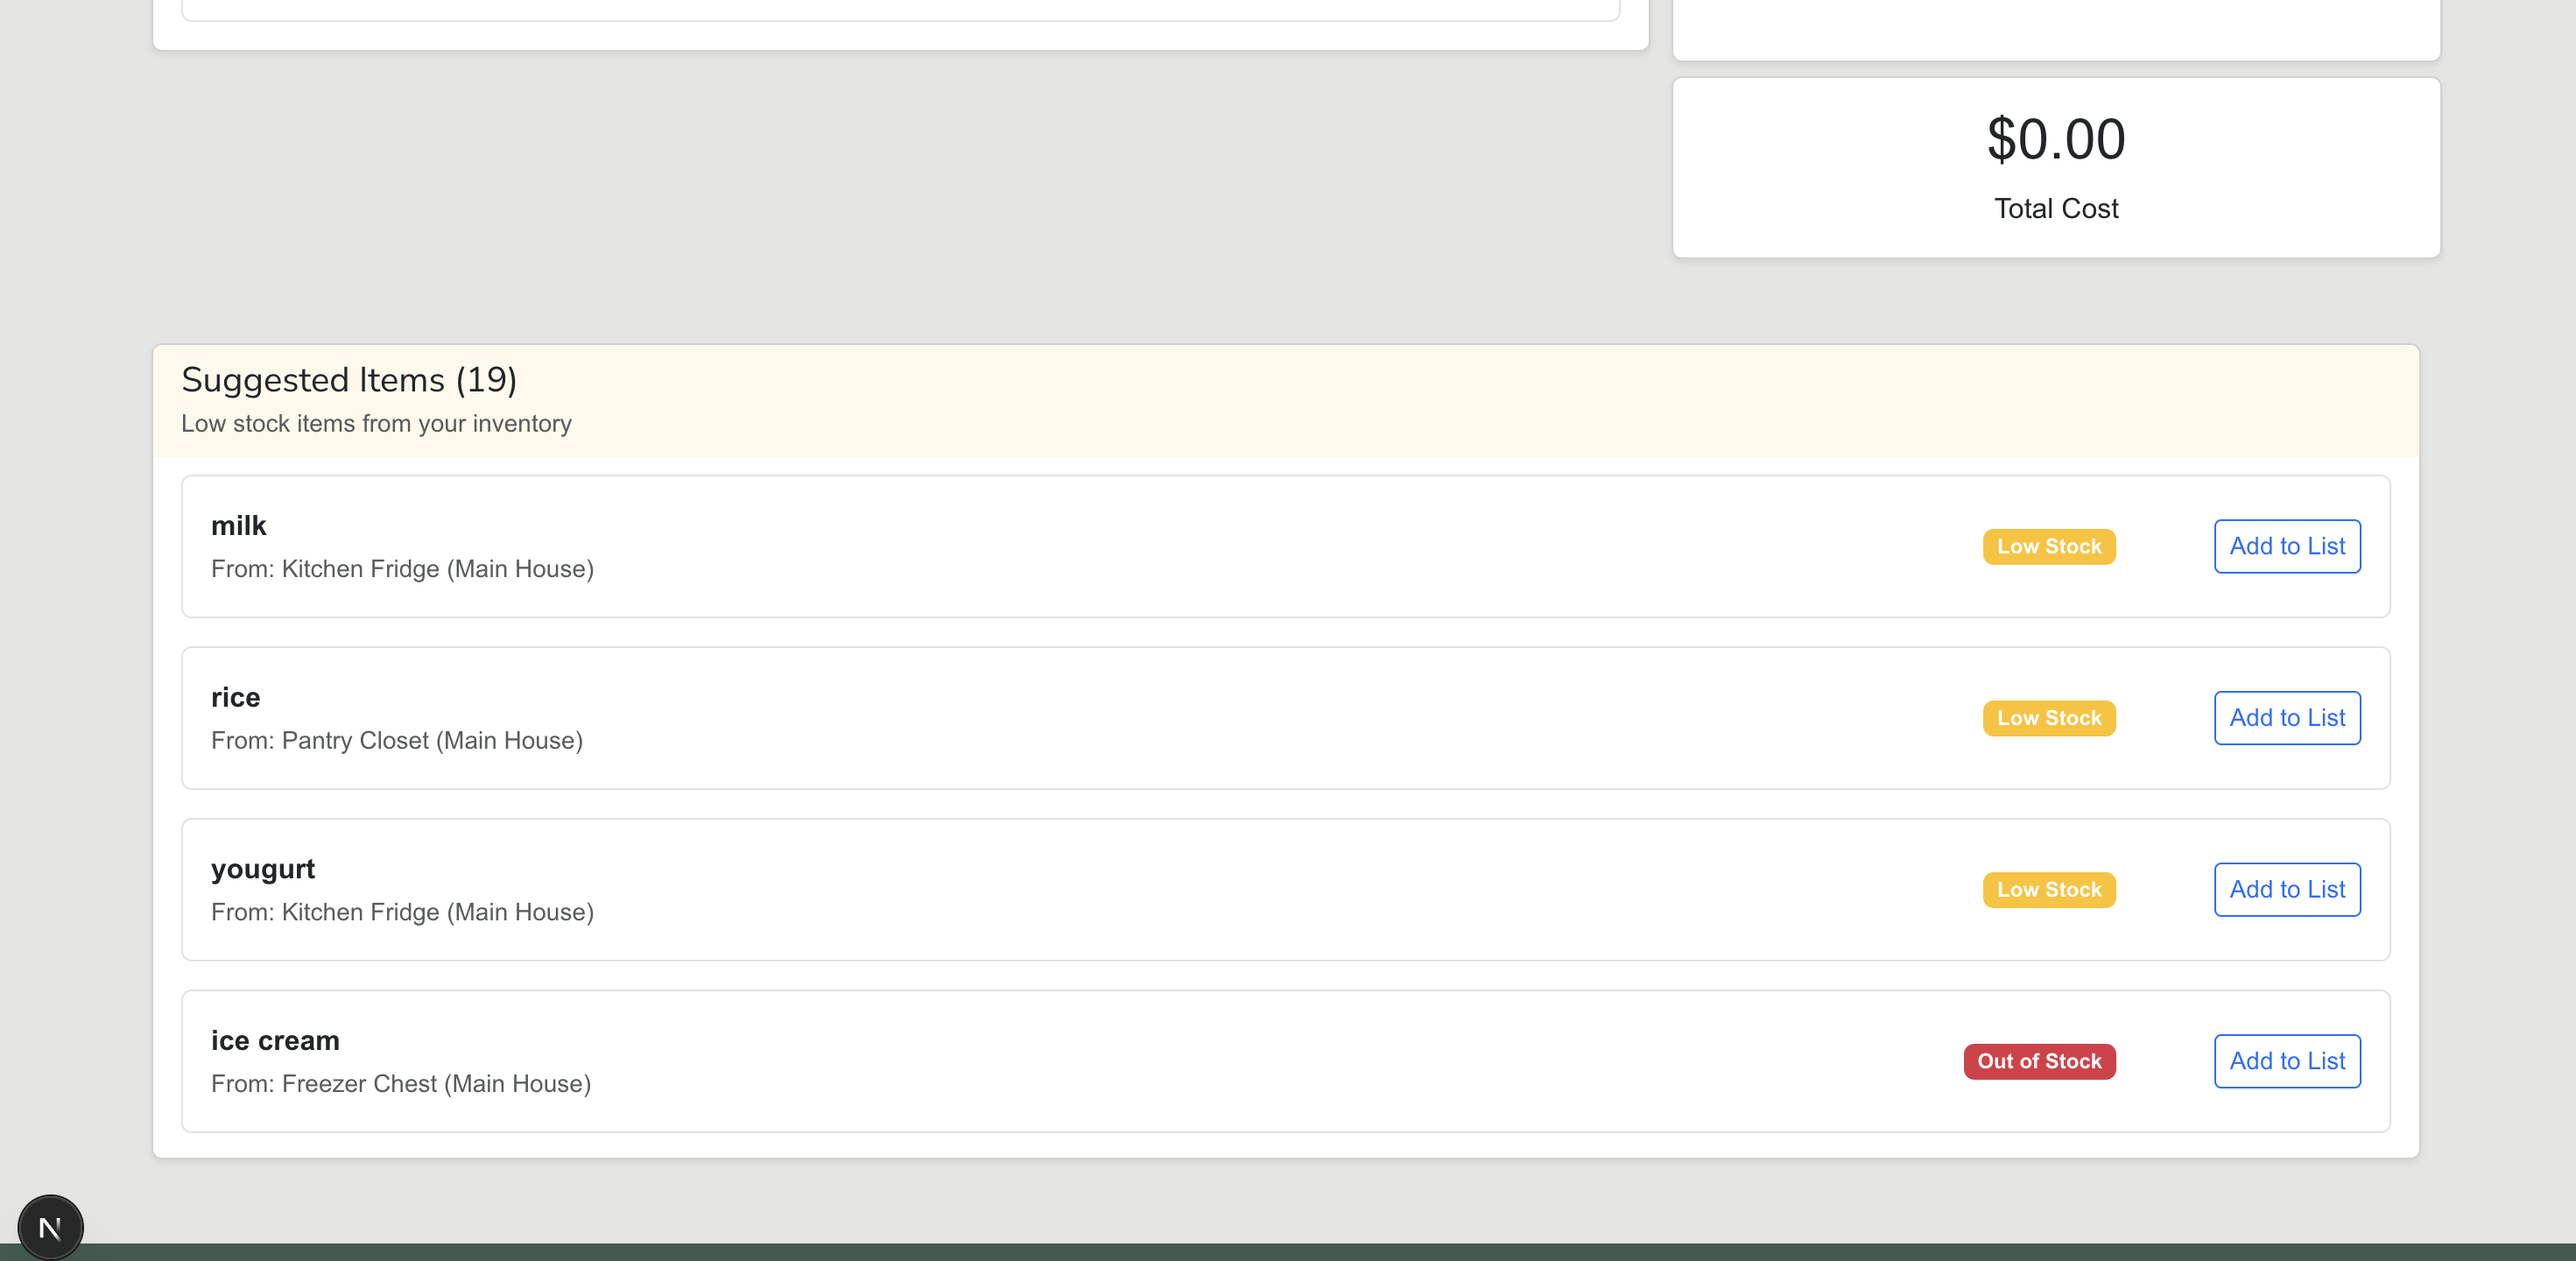 $0.00
Total Cost
Suggested Items (19)
Low stock items from your inventory
milk
From: Kitchen Fridge (Main House)
Low Stock
Add to List
rice
From: Pantry Closet (Main House)
Low Stock
Add to List
yougurt
From: Kitchen Fridge (Main House)
Low Stock
Add to List
ice cream
From: Freezer Chest (Main House)
Out of Stock
Add to List
N